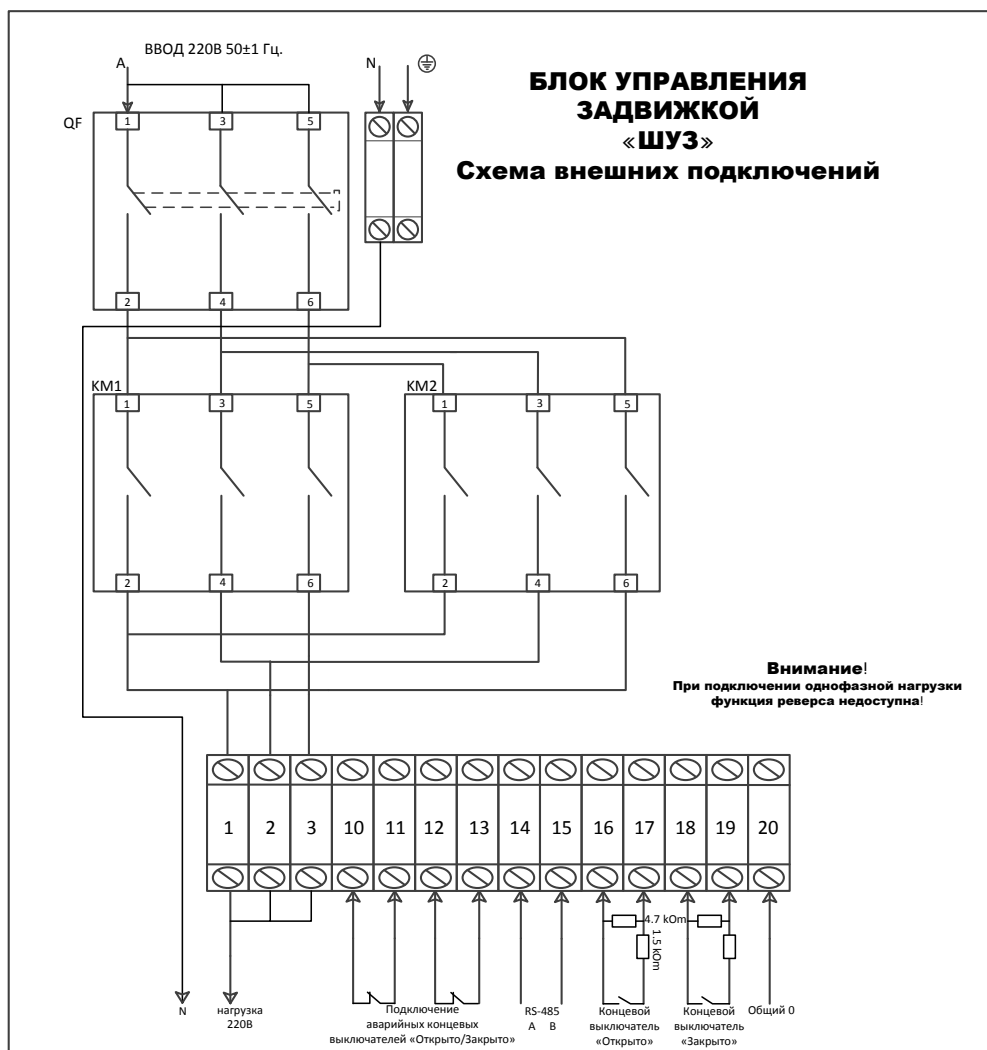 ВВОД 220В 50±1 Гц.
A
N
БЛОК УПРАВЛЕНИЯ
ЗАДВИЖКОЙ
«ШУЗ»
Схема внешних подключений
QF
1 3 5
2 4 6
КМ1
1 3 5
2 4 6
КМ2
1 3 5
2 4 6
Внимание!
При подключении однофазной нагрузки
функция реверса недоступна!
1 2 3 10 11 12 13 14 15 16 17 18 19 20
4.7 kOm
1.5 kOm
N
нагрузка
220В
Подключение
аварийных концевых
выключателей «Открыто/Закрыто»
RS-485
A B
Концевой
выключатель
«Открыто»
Концевой
выключатель
«Закрыто»
Общий 0